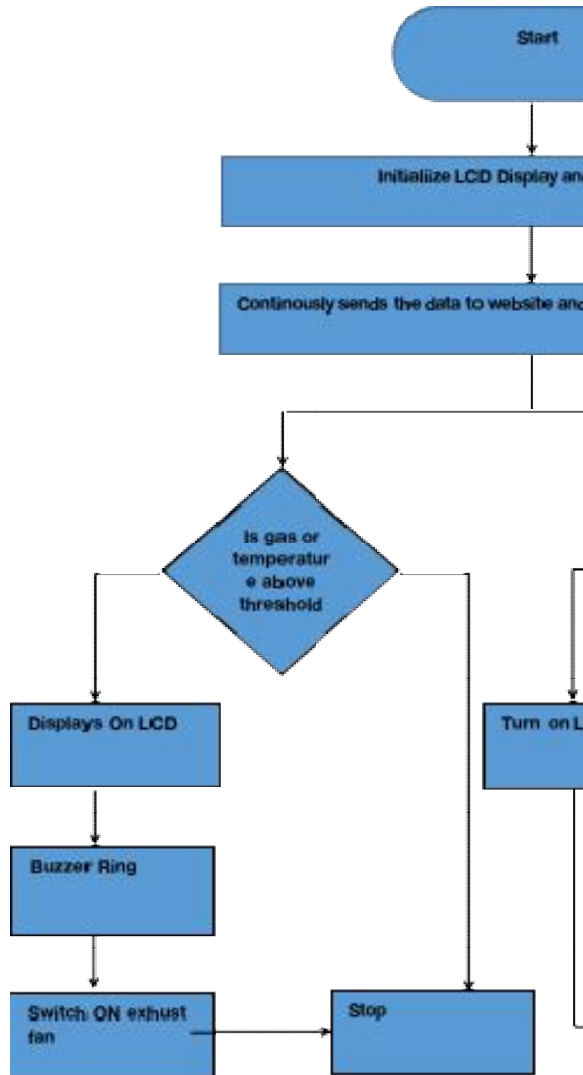 Start
Initialiize LCD Display and
Continously sends the data to website and
Is gas or
temperatur
e above
threshold
Displays On LCD
Turn on L
Buzzer Ring
Switch ON exhust
fan
Stop